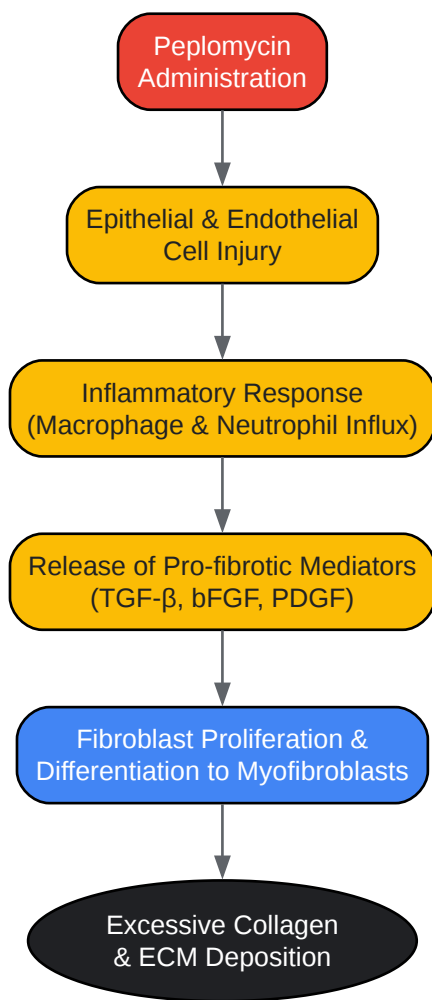 Peplomycin
Administration
Epithelial & Endothelial
Cell Injury
Inflammatory Response
(Macrophage & Neutrophil Influx)
Release of Pro-fibrotic Mediators
(TGF-β, bFGF, PDGF)
Fibroblast Proliferation &
Differentiation to Myofibroblasts
Excessive Collagen
& ECM Deposition